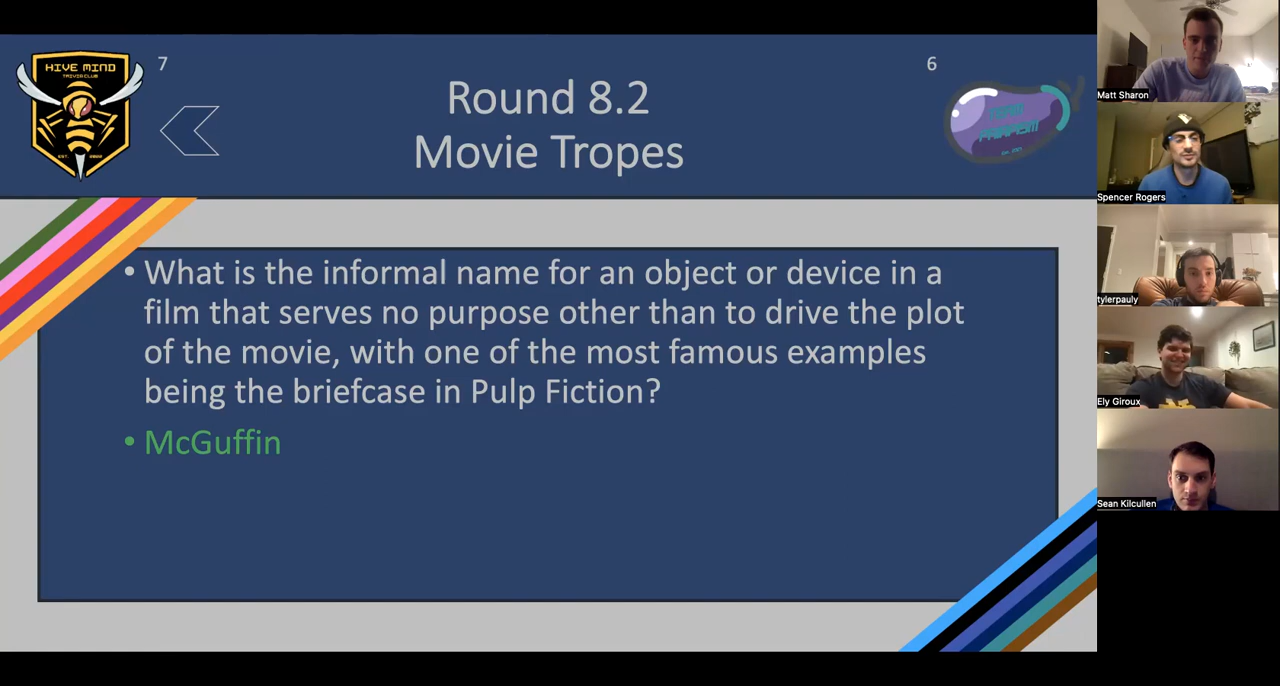 HIVE MIND
TRIVIA CLUB
EST. 2020
7
Round 8.2
Movie Tropes
6
• What is the informal name for an object or device in a
film that serves no purpose other than to drive the plot
of the movie, with one of the most famous examples
being the briefcase in Pulp Fiction?
• McGuffin
Matt Sharon
Spencer Rogers
tylerpauly
Ely Giroux
Sean Kilcullen